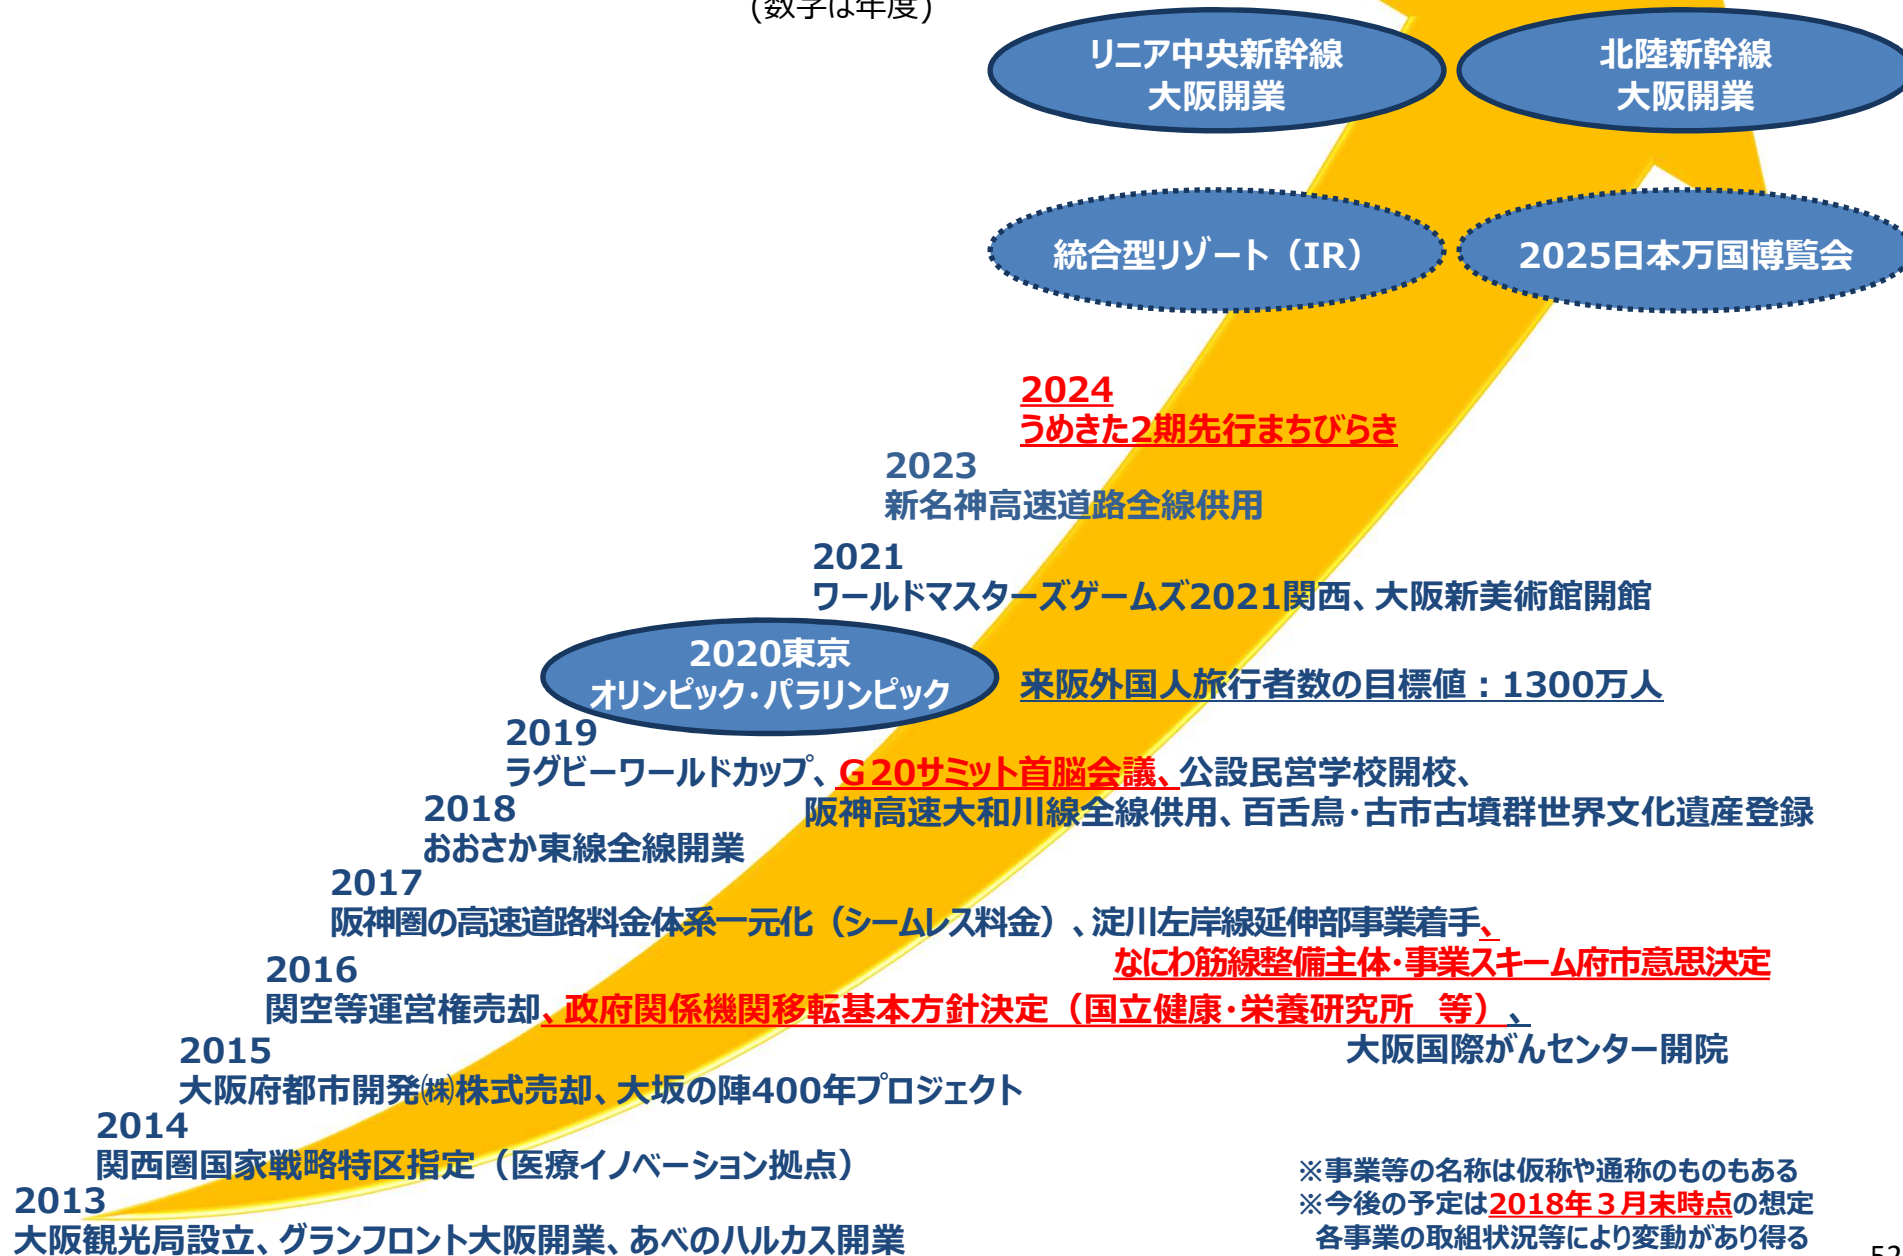 (数字は年度)
リニア中央新幹線
大阪開業
北陸新幹線
大阪開業
統合型リゾート（IR）
2025日本万国博覧会
2024
うめきた2期先行まちびらき
2023
新名神高速道路全線供用
2021
ワールドマスターズゲームズ2021関西、大阪新美術館開館
2020東京
オリンピック・パラリンピック
来阪外国人旅行者数の目標値：1300万人
2019
ラグビーワールドカップ、G20サミット首脳会議、公設民営学校開校、
阪神高速大和川線全線供用、百舌鳥・古市古墳群世界文化遺産登録
2018
おおさか東線全線開業
2017
阪神圏の高速道路料金体系一元化（シームレス料金）、淀川左岸線延伸部事業着手、
なにわ筋線整備主体・事業スキーム府市意思決定
2016
関空等運営権売却、政府関係機関移転基本方針決定（国立健康・栄養研究所　等）、
大阪国際がんセンター開院
2015
大阪府都市開発㈱株式売却、大坂の陣400年プロジェクト
2014
関西圏国家戦略特区指定（医療イノベーション拠点）
2013
大阪観光局設立、グランフロント大阪開業、あべのハルカス開業
※事業等の名称は仮称や通称のものもある
※今後の予定は2018年３月末時点の想定
各事業の取組状況等により変動があり得る